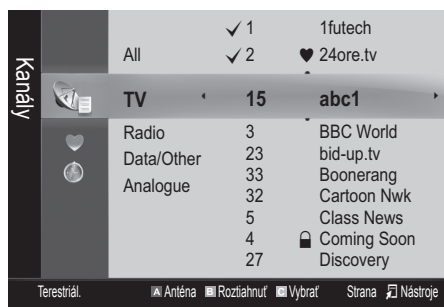 Kanály
✓ 1 1futech
All ✓ 2 ♥ 24ore.tv
TV 15 abc1
Radio 3 BBC World
Data/Other 23 bid-up.tv
Analogue 33 Boonerang
32 Cartoon Nwk
5 Class News
4 Coming Soon
27 Discovery
Terestriál. A Anténa B Roztiahnuť C Vybrať Strana Nástroje